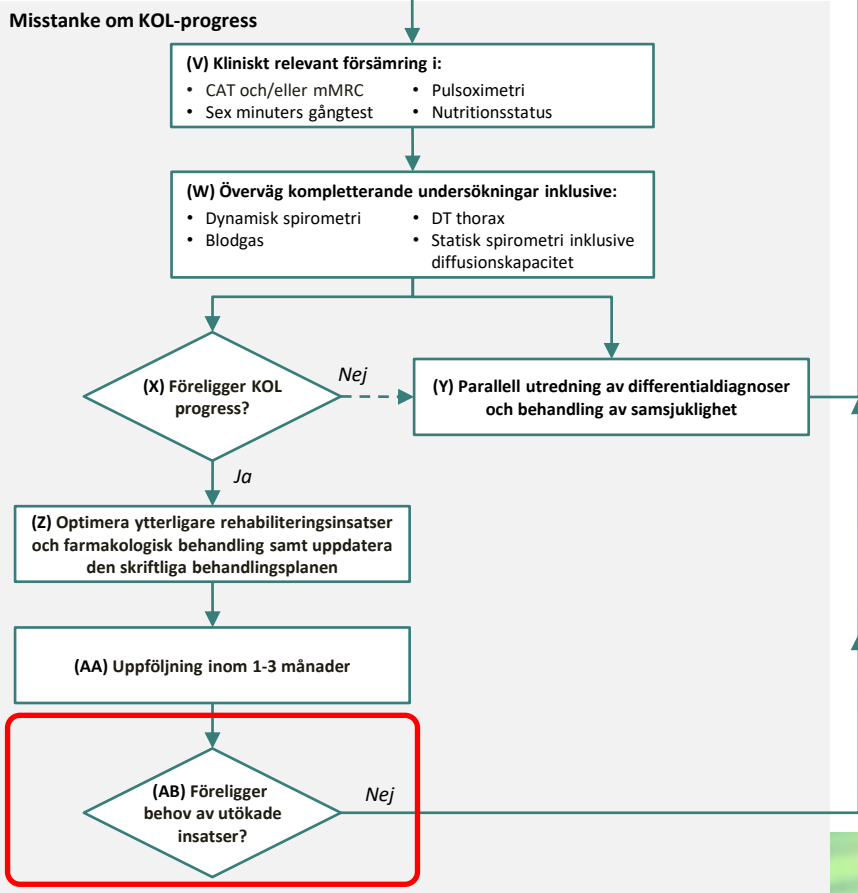 Misstanke om KOL-progress
(V) Kliniskt relevant försämring i:
• CAT och/eller mMRC
• Sex minuters gångtest
• Pulsoximetri
• Nutritionsstatus
(W) Överväg kompletterande undersökningar inklusive:
• Dynamisk spirometri
• Blodgas
• DT thorax
• Statisk spirometri inklusive
diffusionskapacitet
(X) Föreligger KOL
progress?
Nej
(Y) Parallell utredning av differentialdiagnoser
och behandling av samsjuklighet
Ja
(Z) Optimera ytterligare rehabiliteringsinsatser
och farmakologisk behandling samt uppdatera
den skriftliga behandlingsplanen
(AA) Uppföljning inom 1-3 månader
(AB) Föreligger
behov av utökade
insatser?
Nej